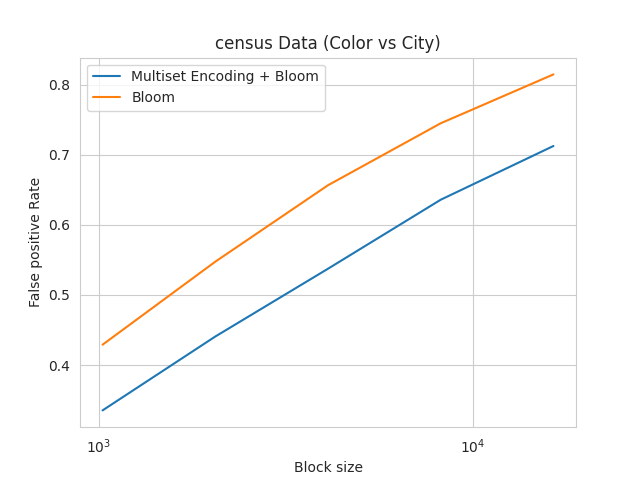 census Data (Color vs City)
Multiset Encoding + Bloom
Bloom
False positive Rate
0.8
0.7
0.6
0.5
0.4
10³
10⁴
Block size